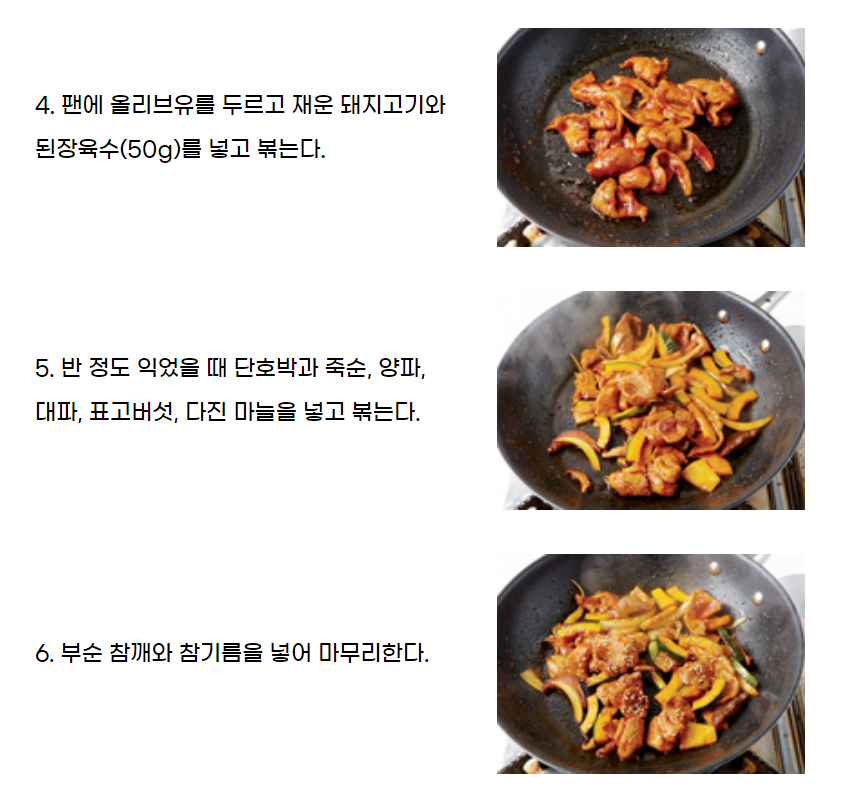 4. 팬에 올리브유를 두르고 재운 돼지고기와
된장육수(50g)를 넣고 볶는다.
5. 반 정도 익었을 때 단호박과 죽순, 양파,
대파, 표고버섯, 다진 마늘을 넣고 볶는다.
6. 부순 참깨와 참기름을 넣어 마무리한다.